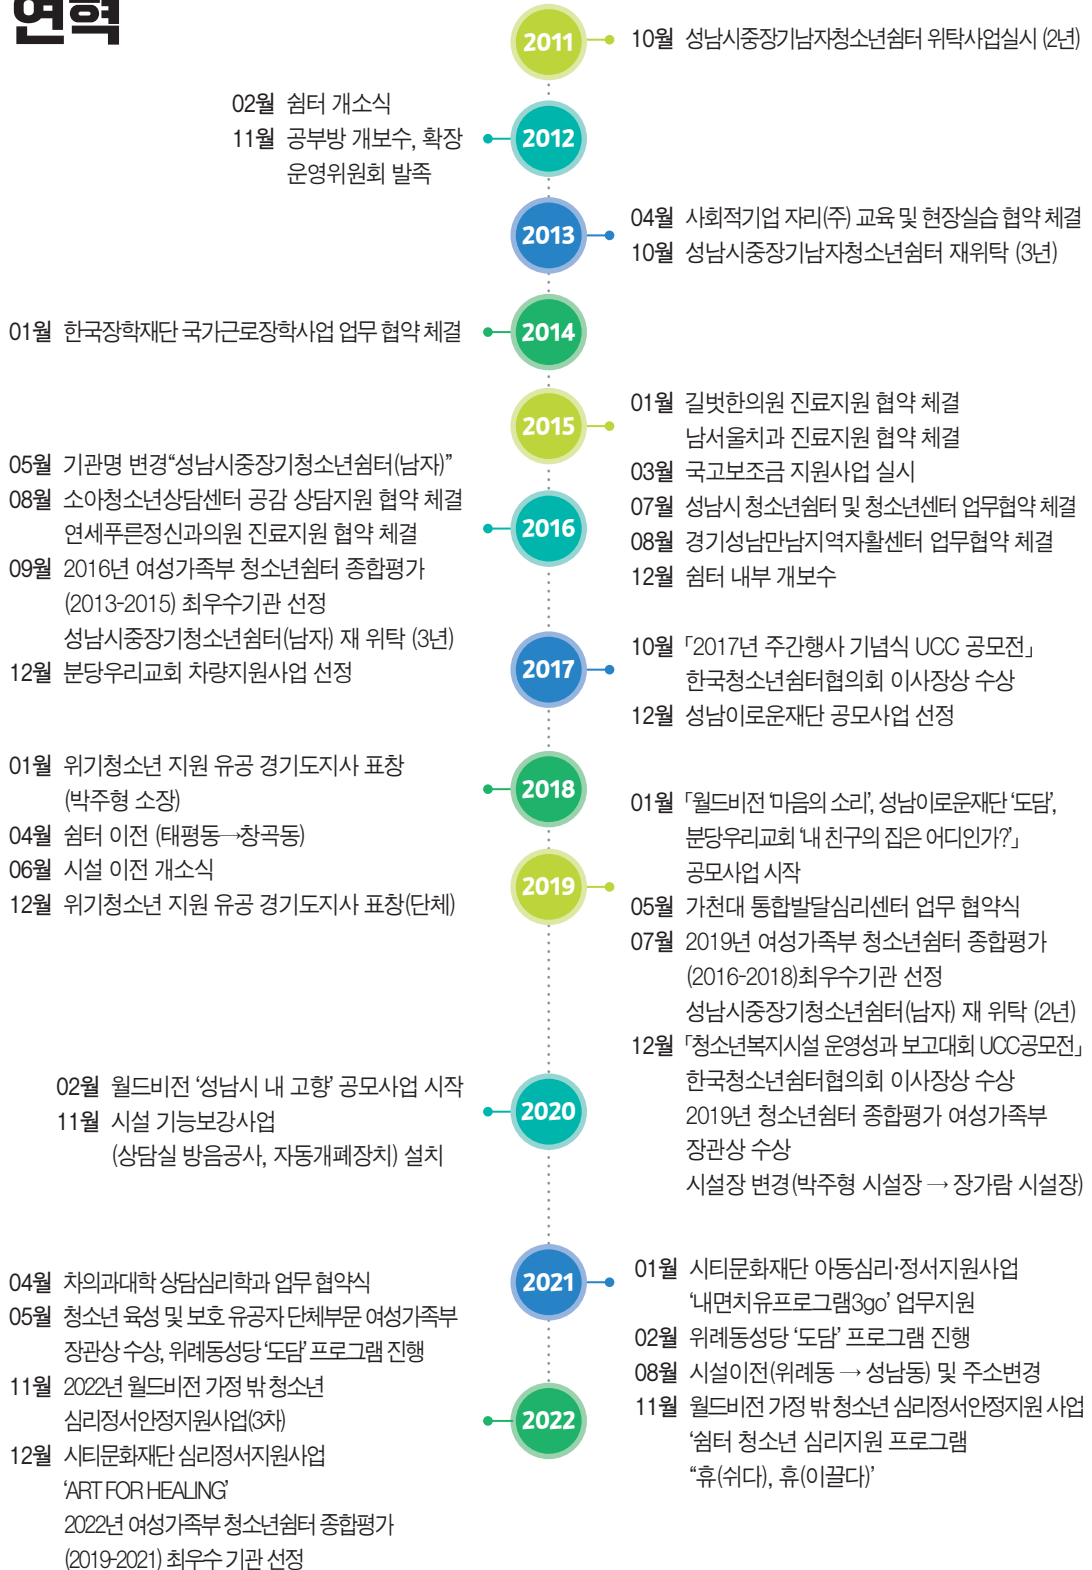 연혁
2011
10월 성남시중장기남자청소년쉼터 위탁사업실시 (2년)
2012
02월 쉼터 개소식
11월 공부방 개보수, 확장
운영위원회 발족
2013
04월 사회적기업 자리(주) 교육 및 현장실습 협약 체결
10월 성남시중장기남자청소년쉼터 재위탁 (3년)
2014
01월 한국장학재단 국가근로장학사업 업무 협약 체결
2015
01월 길벗한의원 진료지원 협약 체결
남서울치과 진료지원 협약 체결
03월 국고보조금 지원사업 실시
07월 성남시 청소년쉼터 및 청소년센터 업무협약 체결
08월 경기성남만남지역자활센터 업무협약 체결
12월 쉼터 내부 개보수
2016
05월 기관명 변경“성남시중장기청소년쉼터(남자)”
08월 소아청소년상담센터 공감 상담지원 협약 체결
연세푸른정신과의원 진료지원 협약 체결
09월 2016년 여성가족부 청소년쉼터 종합평가
(2013-2015) 최우수기관 선정
성남시중장기청소년쉼터(남자) 재 위탁 (3년)
12월 분당우리교회 차량지원사업 선정
2017
10월 「2017년 주간행사 기념식 UCC 공모전」
한국청소년쉼터협의회 이사장상 수상
12월 성남이로운재단 공모사업 선정
2018
01월 위기청소년 지원 유공 경기도지사 표창
(박주형 소장)
04월 쉼터 이전 (태평동→창곡동)
06월 시설 이전 개소식
12월 위기청소년 지원 유공 경기도지사 표창(단체)
2019
01월 「월드비전 ‘마음의 소리’, 성남이로운재단 ‘도담’,
분당우리교회 ‘내 친구의 집은 어디인가?’」
공모사업 시작
05월 가천대 통합발달심리센터 업무 협약식
07월 2019년 여성가족부 청소년쉼터 종합평가
(2016-2018)최우수기관 선정
성남시중장기청소년쉼터(남자) 재 위탁 (2년)
12월 「청소년복지시설 운영성과 보고대회 UCC공모전」
한국청소년쉼터협의회 이사장상 수상
2019년 청소년쉼터 종합평가 여성가족부
장관상 수상
시설장 변경(박주형 시설장 → 장가람 시설장)
2020
02월 월드비전 ‘성남시 내 고향’ 공모사업 시작
11월 시설 기능보강사업
(상담실 방음공사, 자동개폐장치) 설치
2021
01월 시티문화재단 아동심리·정서지원사업
‘내면치유프로그램3go’ 업무지원
02월 위례동성당 ‘도담’ 프로그램 진행
08월 시설이전(위례동 → 성남동) 및 주소변경
11월 월드비전 가정 밖 청소년 심리정서안정지원 사업
‘쉼터 청소년 심리지원 프로그램
“휴(쉬다), 휴(이끌다)’
2022
04월 차의과대학 상담심리학과 업무 협약식
05월 청소년 육성 및 보호 유공자 단체부문 여성가족부
장관상 수상, 위례동성당 ‘도담’ 프로그램 진행
11월 2022년 월드비전 가정 밖 청소년
심리정서안정지원사업(3차)
12월 시티문화재단 심리정서지원사업
‘ART FOR HEALING’
2022년 여성가족부 청소년쉼터 종합평가
(2019-2021) 최우수 기관 선정